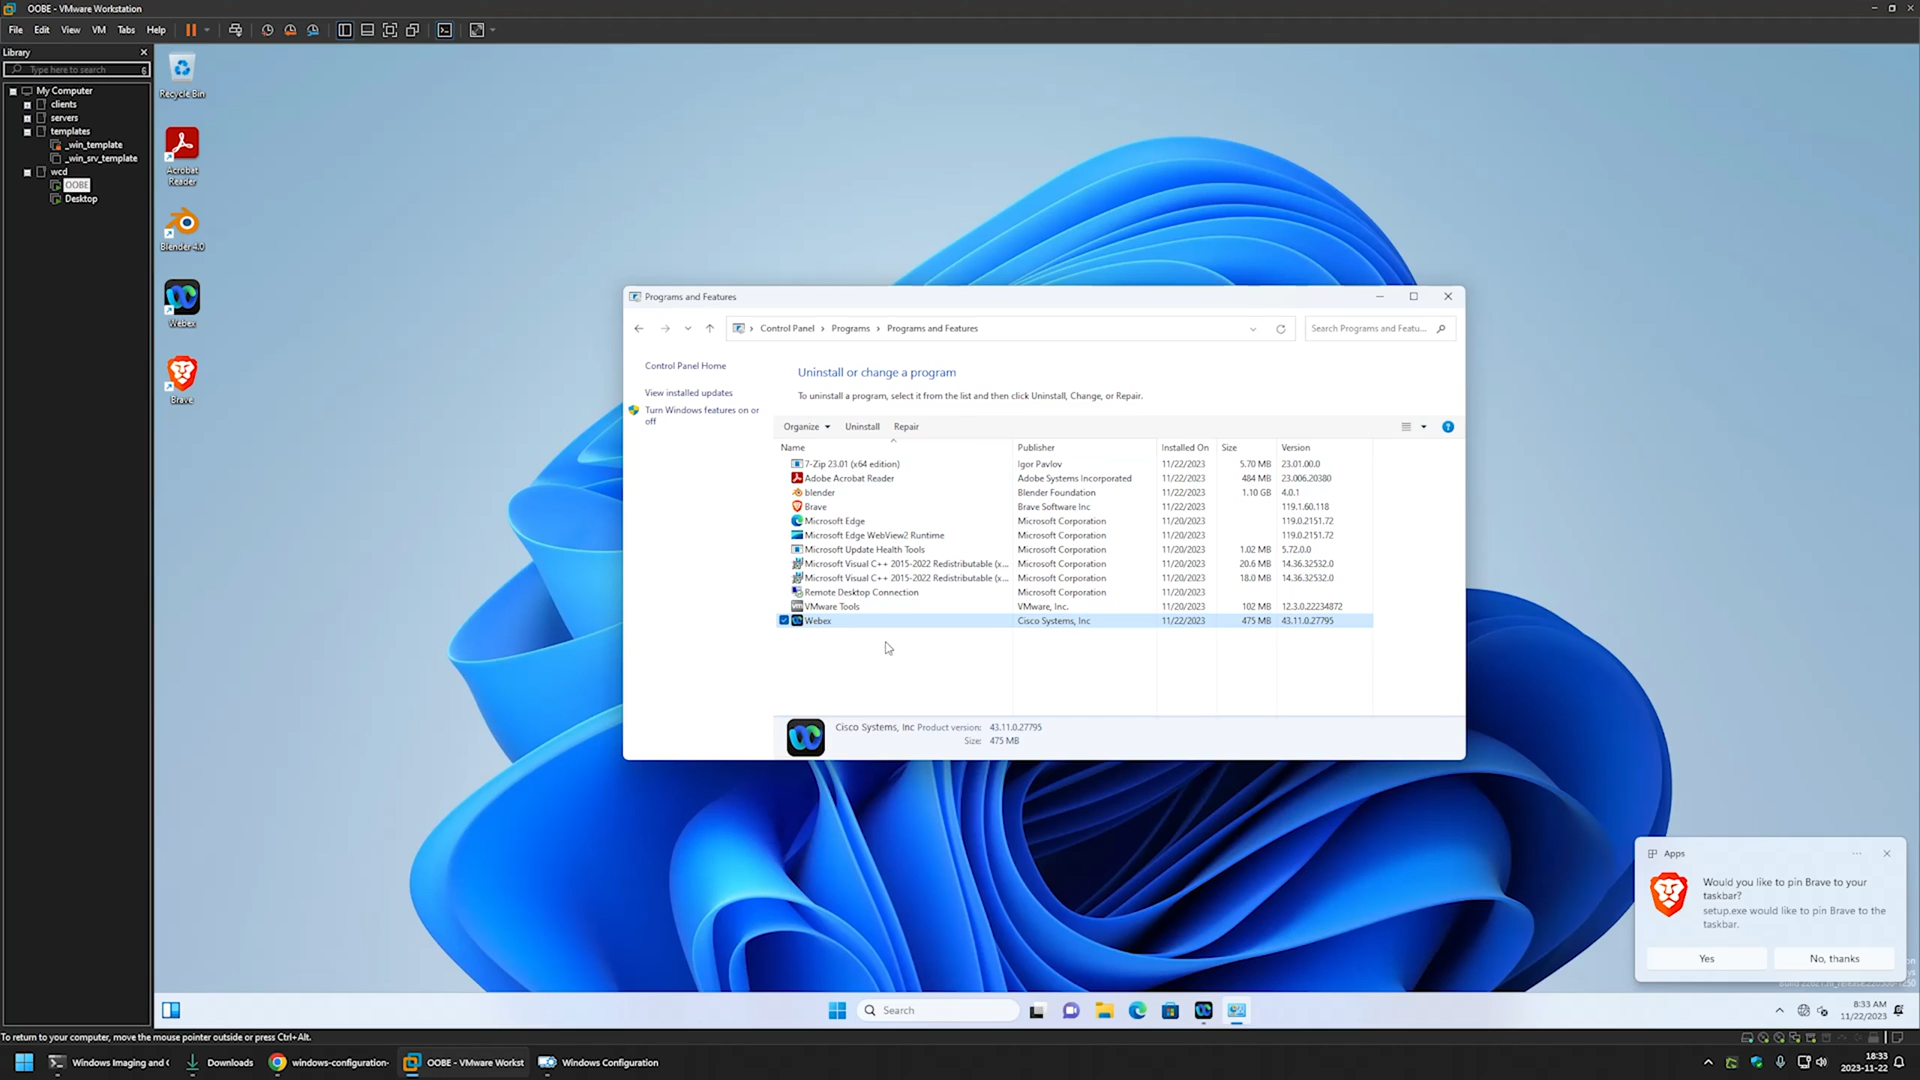 OOBE - VMware Workstation
File Edit View VM Tabs Help
Library
Type here to search
My Computer
clients
servers
templates
_win_template
_win_srv_template
wcd
OOBE
Desktop
Recycle Bin
Acrobat
Reader
Blender 4.0
Webex
Brave
Programs and Features
Control Panel Programs Programs and Features
Search Programs and Featu...
Control Panel Home
View installed updates
Turn Windows features on or
off
Uninstall or change a program
To uninstall a program, select it from the list and then click Uninstall, Change, or Repair.
Organize Uninstall Repair
Name Publisher Installed On Size Version
7-Zip 23.01 (x64 edition) Igor Pavlov 11/22/2023 5.70 MB 23.01.00.0
Adobe Acrobat Reader Adobe Systems Incorporated 11/22/2023 484 MB 23.006.20380
blender Blender Foundation 11/22/2023 1.10 GB 4.0.1
Brave Brave Software Inc 11/22/2023 119.1.60.118
Microsoft Edge Microsoft Corporation 11/20/2023 119.0.2151.72
Microsoft Edge WebView2 Runtime Microsoft Corporation 11/20/2023 119.0.2151.72
Microsoft Update Health Tools Microsoft Corporation 11/20/2023 1.02 MB 5.72.0.0
Microsoft Visual C++ 2015-2022 Redistributable (x... Microsoft Corporation 11/20/2023 20.6 MB 14.36.32532.0
Microsoft Visual C++ 2015-2022 Redistributable (x... Microsoft Corporation 11/20/2023 18.0 MB 14.36.32532.0
Remote Desktop Connection Microsoft Corporation 11/20/2023
VMware Tools VMware, Inc. 11/20/2023 102 MB 12.3.0.22234872
Webex Cisco Systems, Inc 11/22/2023 475 MB 43.11.0.27795
Cisco Systems, Inc Product version: 43.11.0.27795
Size: 475 MB
Apps
Would you like to pin Brave to your
taskbar?
setup.exe would like to pin Brave to the
taskbar.
Yes No, thanks
Search
8:33 AM
11/22/2023
To return to your computer, move the mouse pointer outside or press Ctrl+Alt.
Windows Imaging and C Downloads windows-configuration- OOBE - VMware Workst Windows Configuration
18:33
2023-11-22